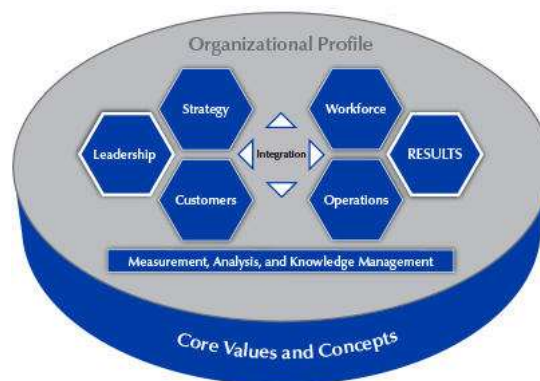 Organizational Profile
Strategy
Workforce
Leadership
Integration
RESULTS
Customers
Operations
Measurement, Analysis, and Knowledge Management
Core Values and Concepts